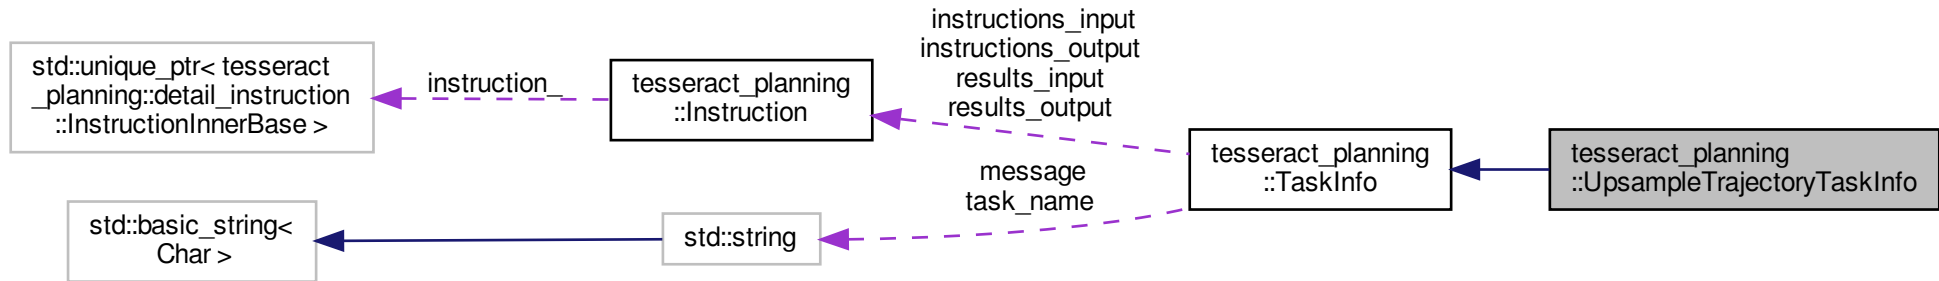 std::unique_ptr< tesseract
_planning::detail_instruction
::InstructionInnerBase >
instruction_
tesseract_planning
::Instruction
instructions_input
instructions_output
results_input
results_output
tesseract_planning
::TaskInfo
tesseract_planning
::UpsampleTrajectoryTaskInfo
message
task_name
std::string
std::basic_string<
Char >